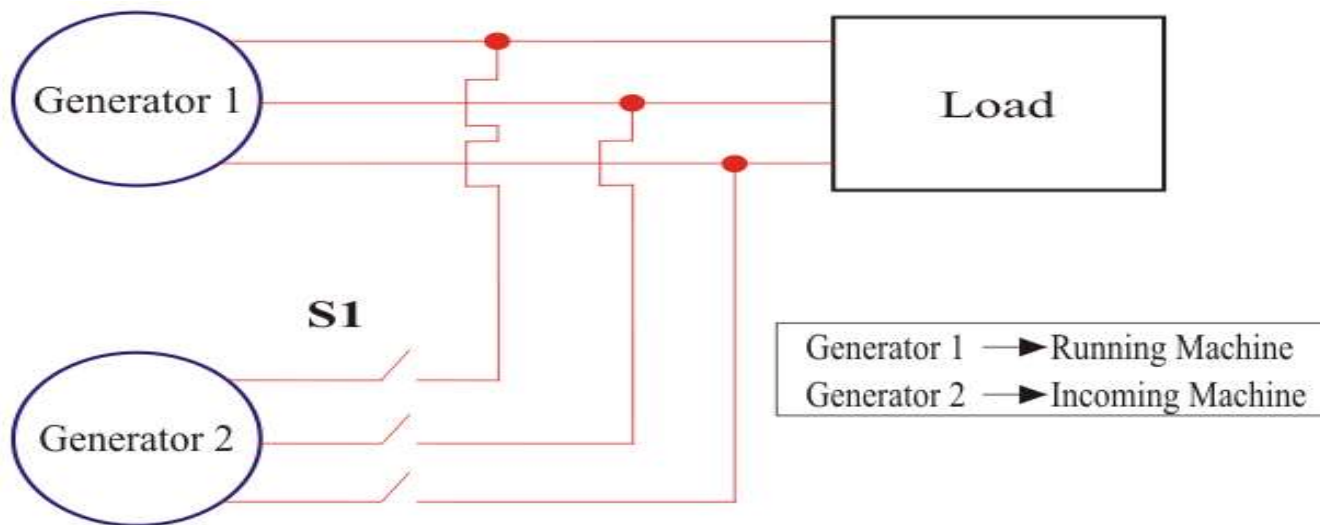 Generator 1
Load
S1
Generator 2
Generator 1 → Running Machine
Generator 2 → Incoming Machine